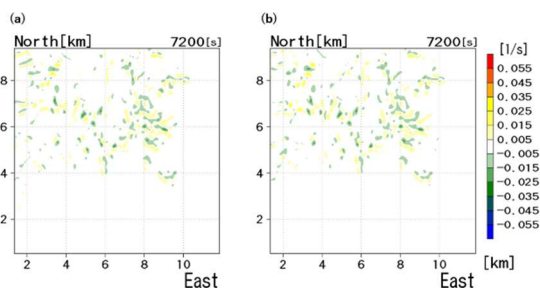 (a)
North[km] 7200[s]
8
6
4
2
2 4 6 8 10
East
(b)
North[km] 7200[s]
8
6
4
2
2 4 6 8 10
East
[1/s]
0.055
0.045
0.035
0.025
0.015
0.005
-0.005
-0.015
-0.025
-0.035
-0.045
-0.055
[km]